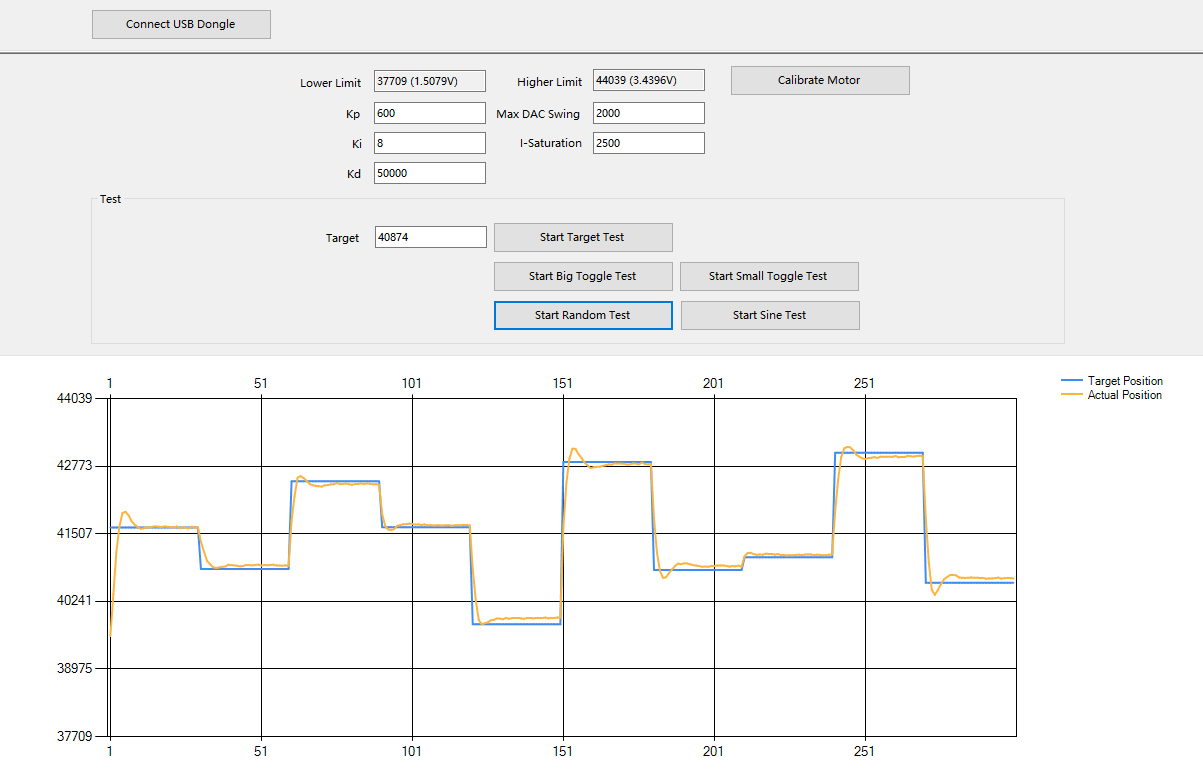 Connect USB Dongle
Lower Limit 37709 (1.5079V) Higher Limit 44039 (3.4396V) Calibrate Motor
Kp 600 Max DAC Swing 2000
Ki 8 I-Saturation 2500
Kd 50000
Test
Target 40874 Start Target Test
Start Big Toggle Test Start Small Toggle Test
Start Random Test Start Sine Test
1 51 101 151 201 251
Target Position
Actual Position
44039
42773
41507
40241
38975
37709
1 51 101 151 201 251